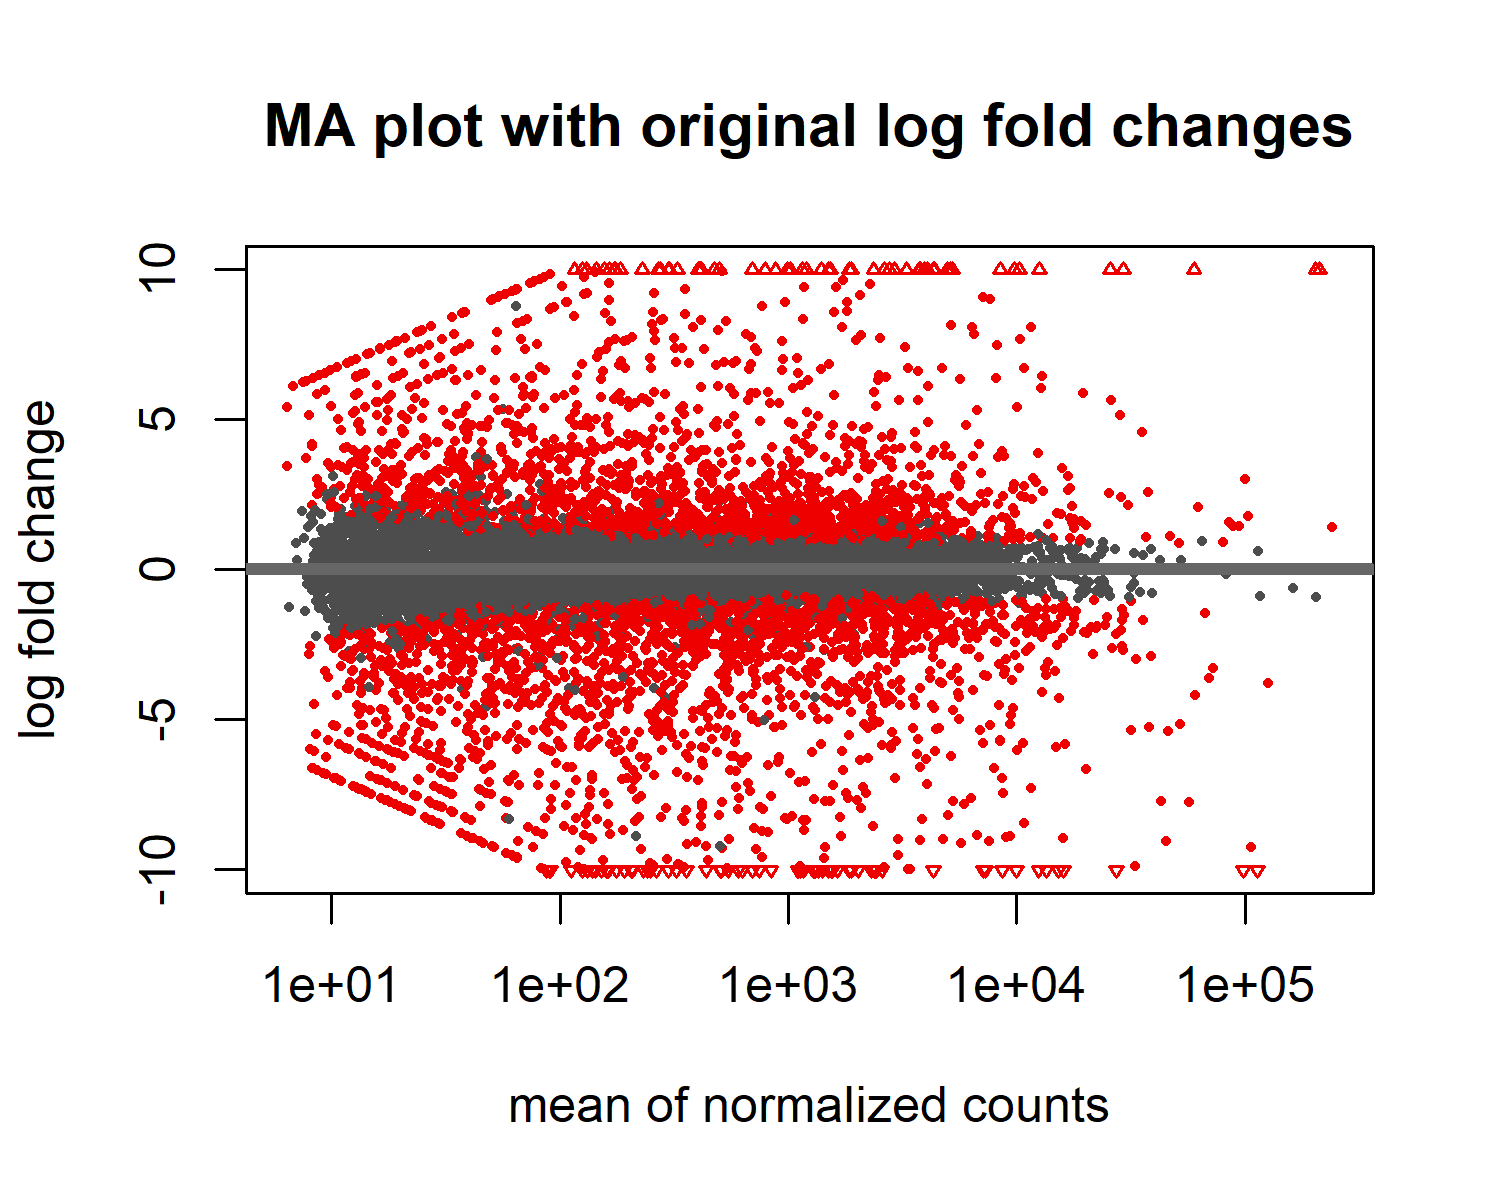 MA plot with original log fold changes
log fold change
10
5
0
-5
-10
1e+01 1e+02 1e+03 1e+04 1e+05
mean of normalized counts